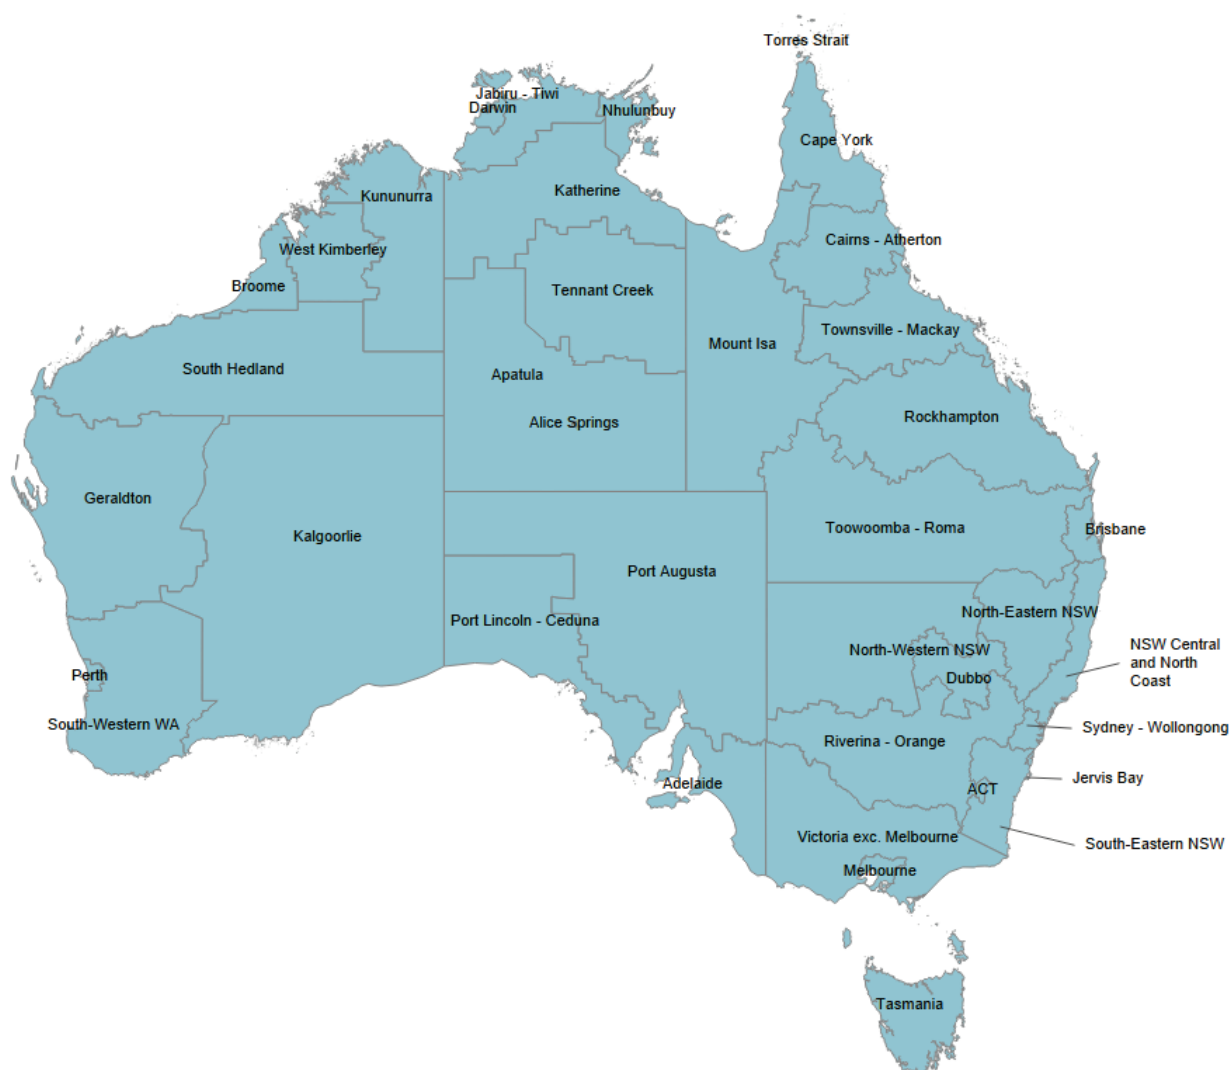 Torres Strait
Jabiru - Tiwi
Darwin
Nhulunbuy
Cape York
Katherine
Kununurra
Cairns - Atherton
West Kimberley
Broome
Tennant Creek
Townsville - Mackay
Mount Isa
South Hedland
Apatula
Rockhampton
Alice Springs
Geraldton
Toowoomba - Roma
Brisbane
Kalgoorlie
Port Augusta
North-Eastern NSW
Port Lincoln - Ceduna
North-Western NSW
NSW Central
and North
Coast
Perth
Dubbo
South-Western WA
Sydney - Wollongong
Riverina - Orange
Jervis Bay
Adelaide
ACT
Victoria exc. Melbourne
South-Eastern NSW
Melbourne
Tasmania